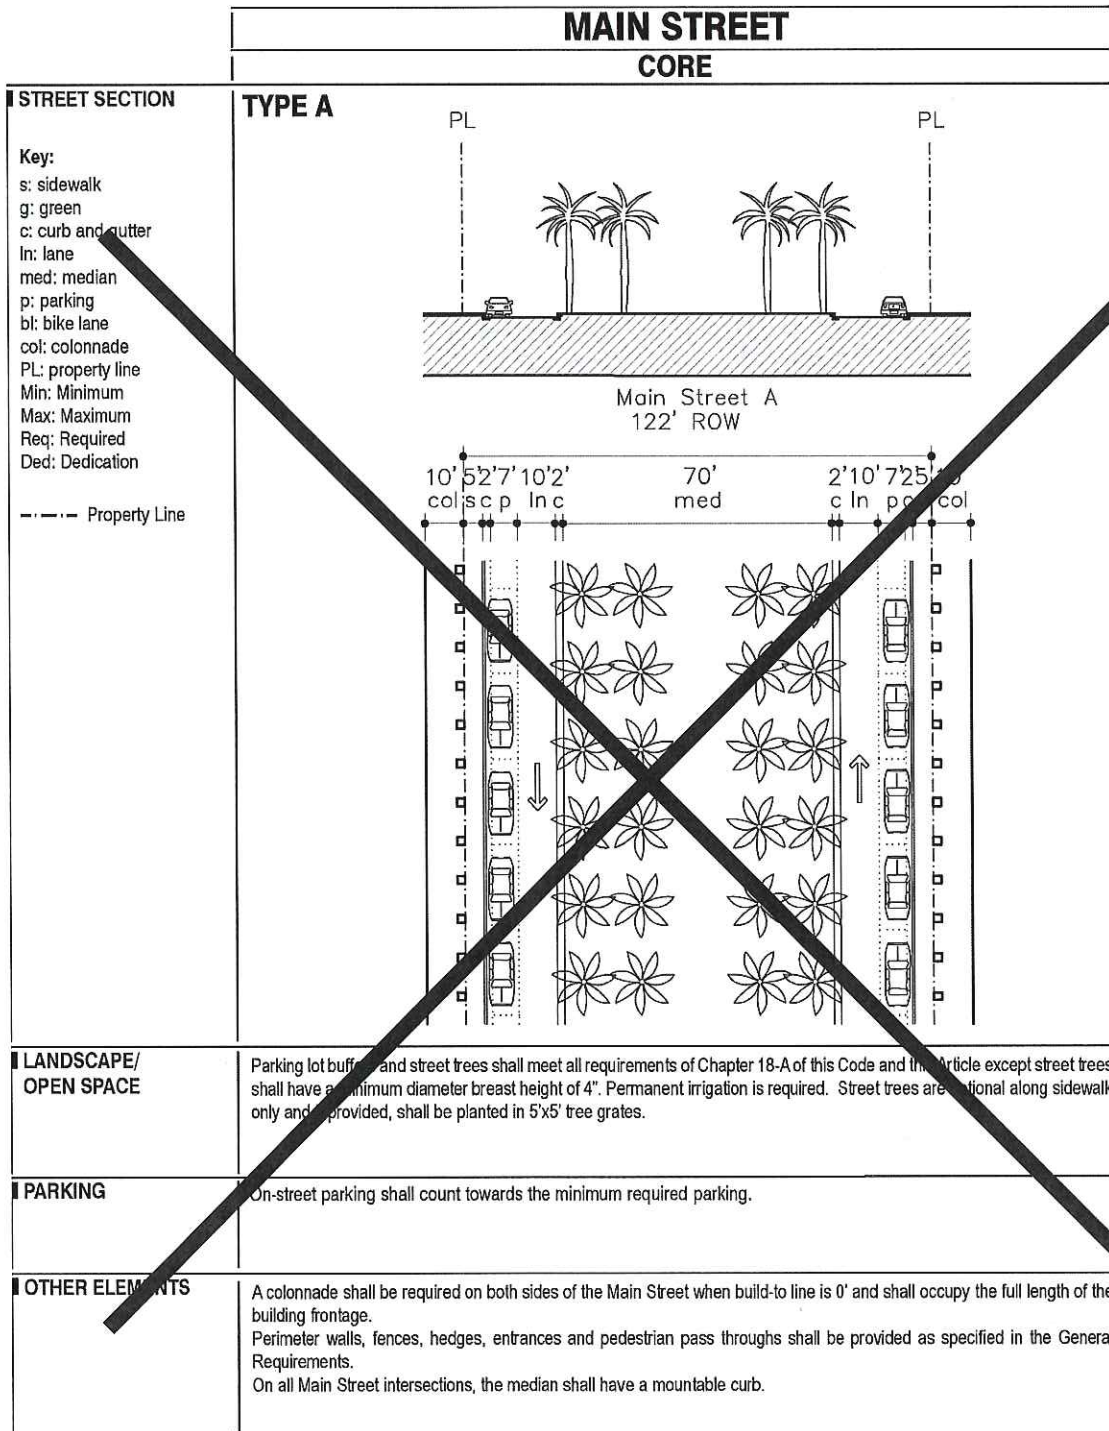 MAIN STREET
CORE
STREET SECTION
TYPE A
PL
PL
Key:
s: sidewalk
g: green
c: curb and gutter
ln: lane
med: median
p: parking
bl: bike lane
col: colonnade
PL: property line
Min: Minimum
Max: Maximum
Req: Required
Ded: Dedication
Property Line
Main Street A
122' ROW
10' 5'2'7' 10'2' 70' 2'10' 7'25'
col s c p ln c med c ln p c col
LANDSCAPE/
OPEN SPACE
Parking lot buffers and street trees shall meet all requirements of Chapter 18-A of this Code and this Article except street trees
shall have a minimum diameter breast height of 4". Permanent irrigation is required. Street trees are optional along sidewalk
only and if provided, shall be planted in 5'x5' tree grates.
PARKING
On-street parking shall count towards the minimum required parking.
OTHER ELEMENTS
A colonnade shall be required on both sides of the Main Street when build-to line is 0' and shall occupy the full length of the
building frontage.
Perimeter walls, fences, hedges, entrances and pedestrian pass throughs shall be provided as specified in the General
Requirements.
On all Main Street intersections, the median shall have a mountable curb.